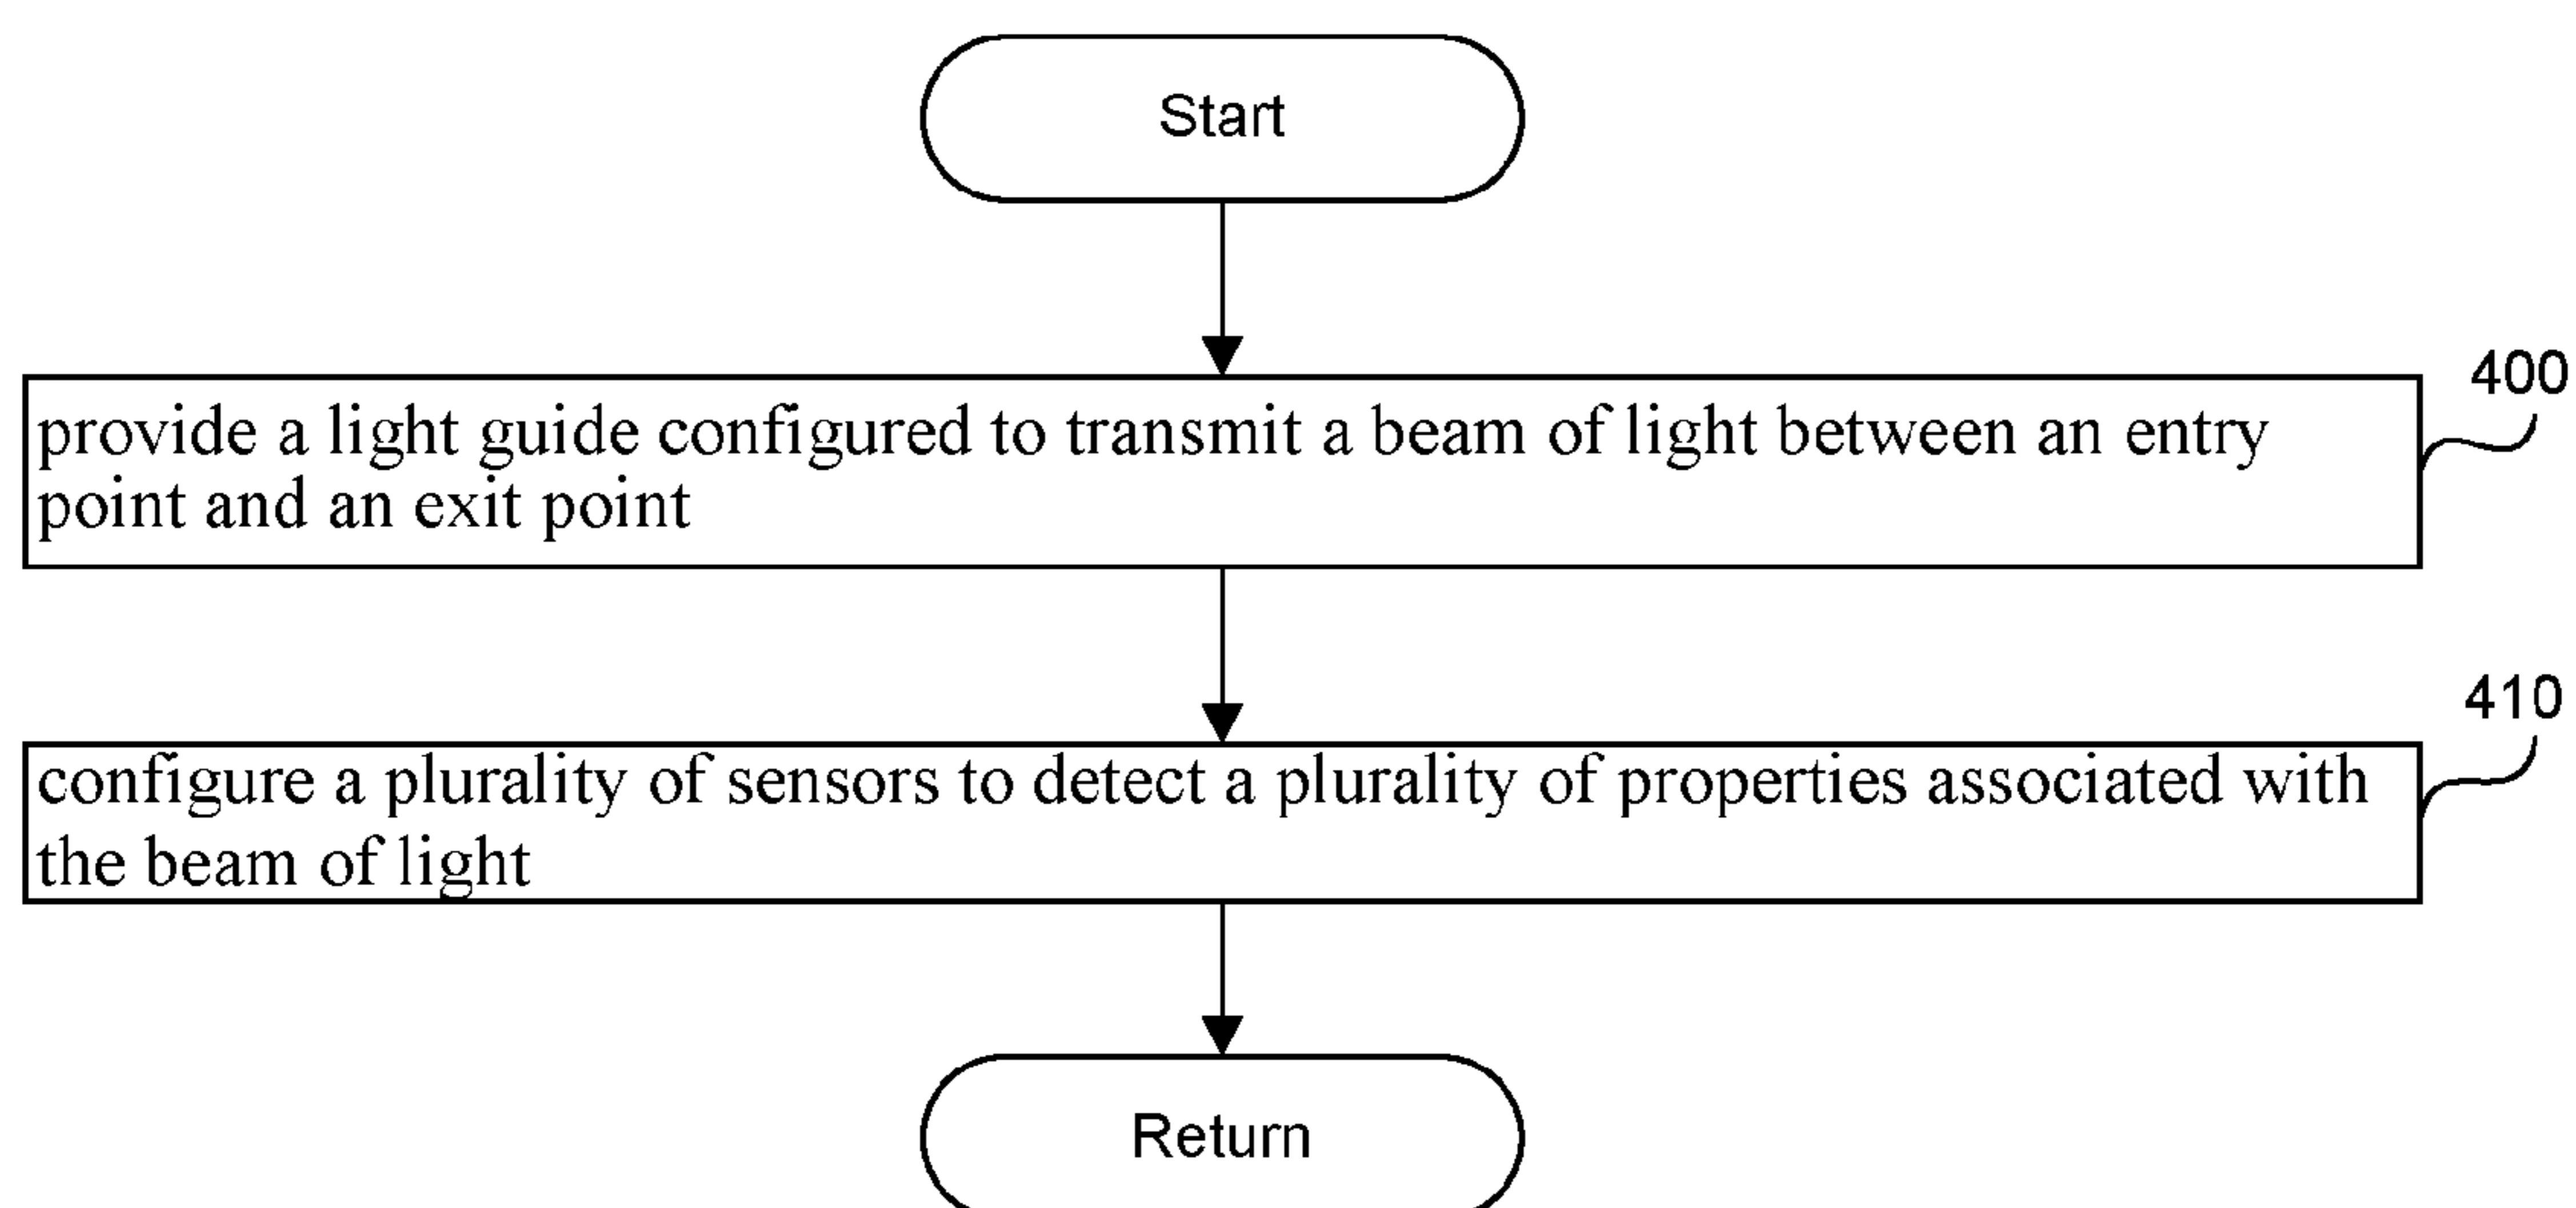 Start
400
provide a light guide configured to transmit a beam of light between an entry
point and an exit point
410
configure a plurality of sensors to detect a plurality of properties associated with
the beam of light
Return